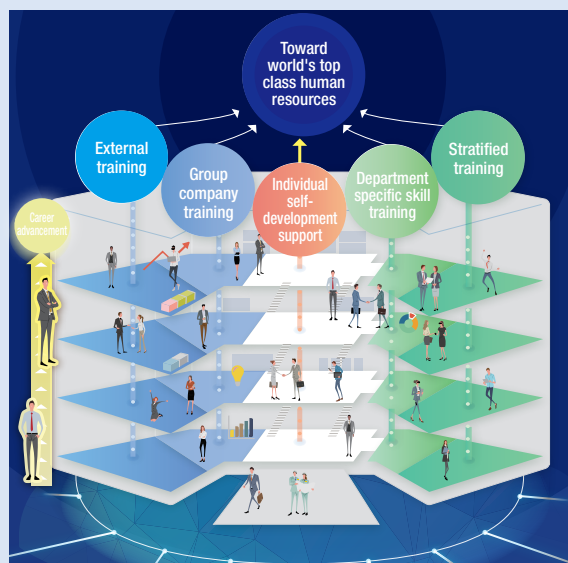 Toward
world's top
class human
resources
External
training
Group
company
training
Individual
self-
development
support
Department
specific skill
training
Stratified
training
Career
advancement